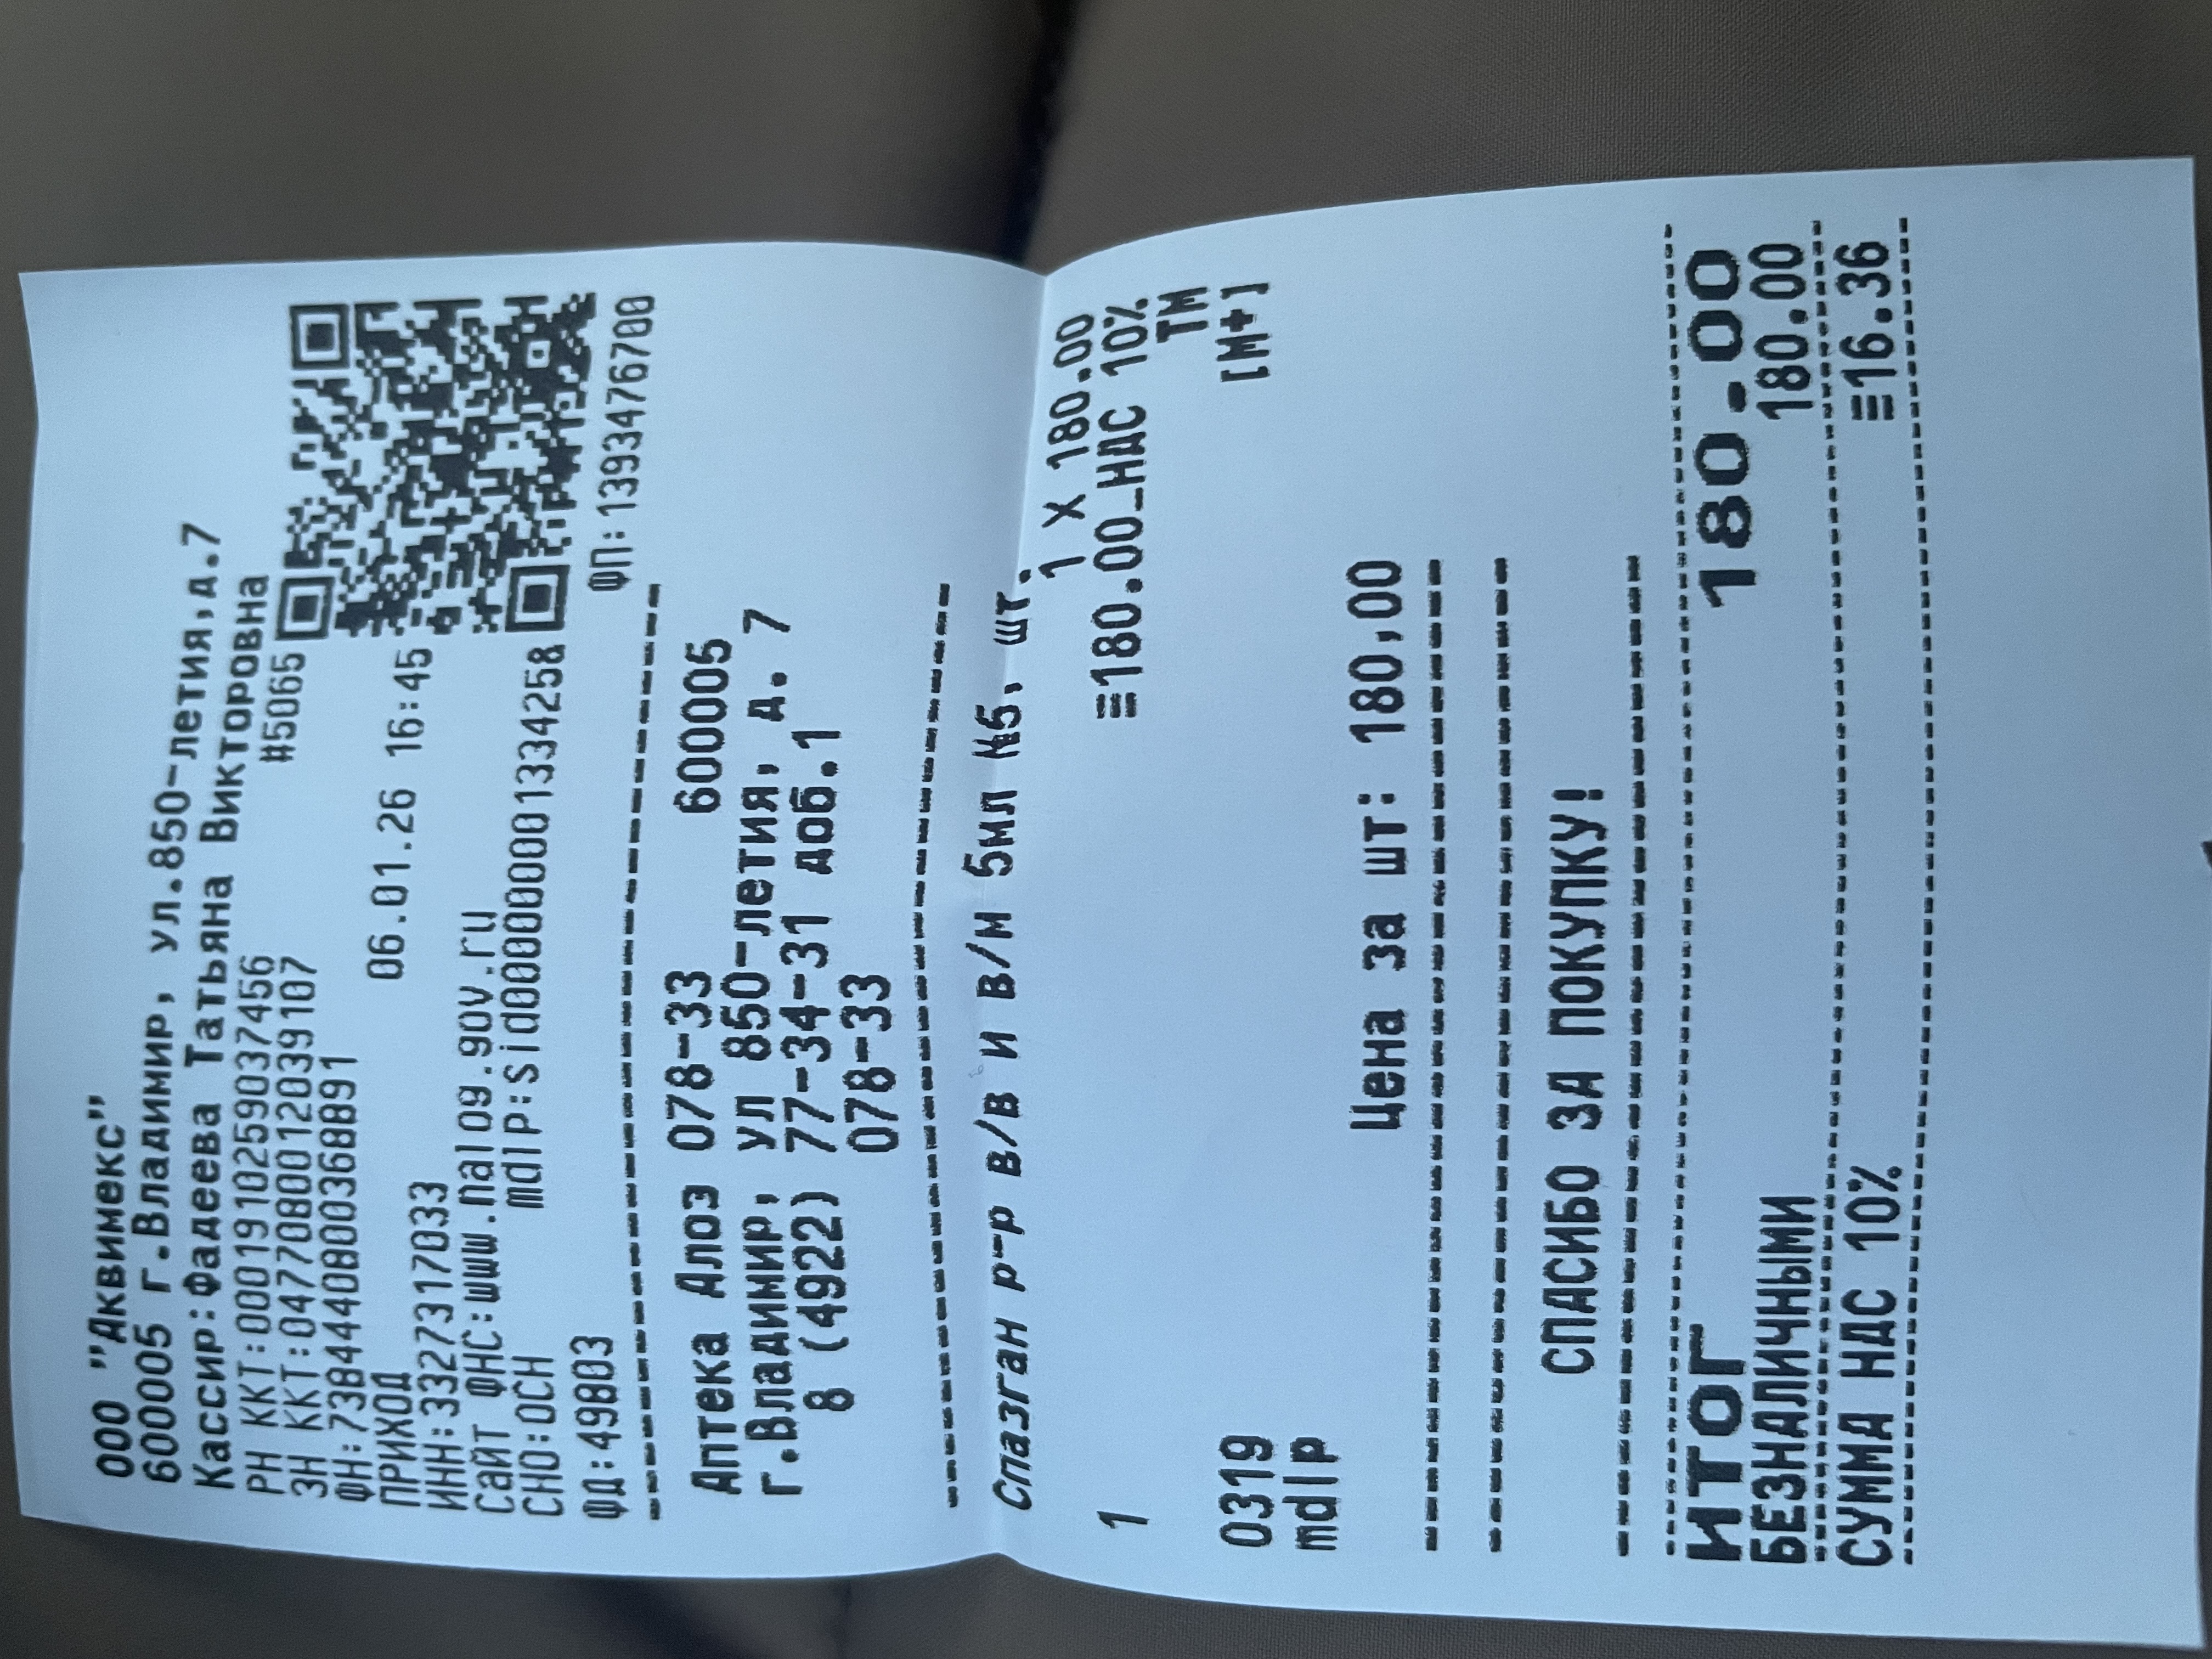 ООО "Аквимекс"
600005 г.Владимир, ул.850-летия,д.7
Кассир:Фадеева Татьяна Викторовна
РН ККТ:0001910259037456 #5065
ЗН ККТ:04770800012039107
ФН:7384440800368891
ПРИХОД 06.01.26 16:45
ИНН:3327317033
Сайт ФНС:www.nalog.gov.ru
СНО:ОСН mdlp:sid00000001334258&
ФД:49803 ФП:1393476700
Аптека Алоэ 078-33 600005
г.Владимир, ул 850-летия, д. 7
8 (4922) 77-34-31 доб.1
078-33
Спазган р-р в/в и в/м 5мл №5, шт.
1 X 180.00
1 ≡180.00_НДС 10%
ТМ
0319 [M+]
mdlp
Цена за шт: 180,00
СПАСИБО ЗА ПОКУПКУ!
ИТОГ 180.00
БЕЗНАЛИЧНЫМИ 180.00
СУММА НДС 10% ≡16.36